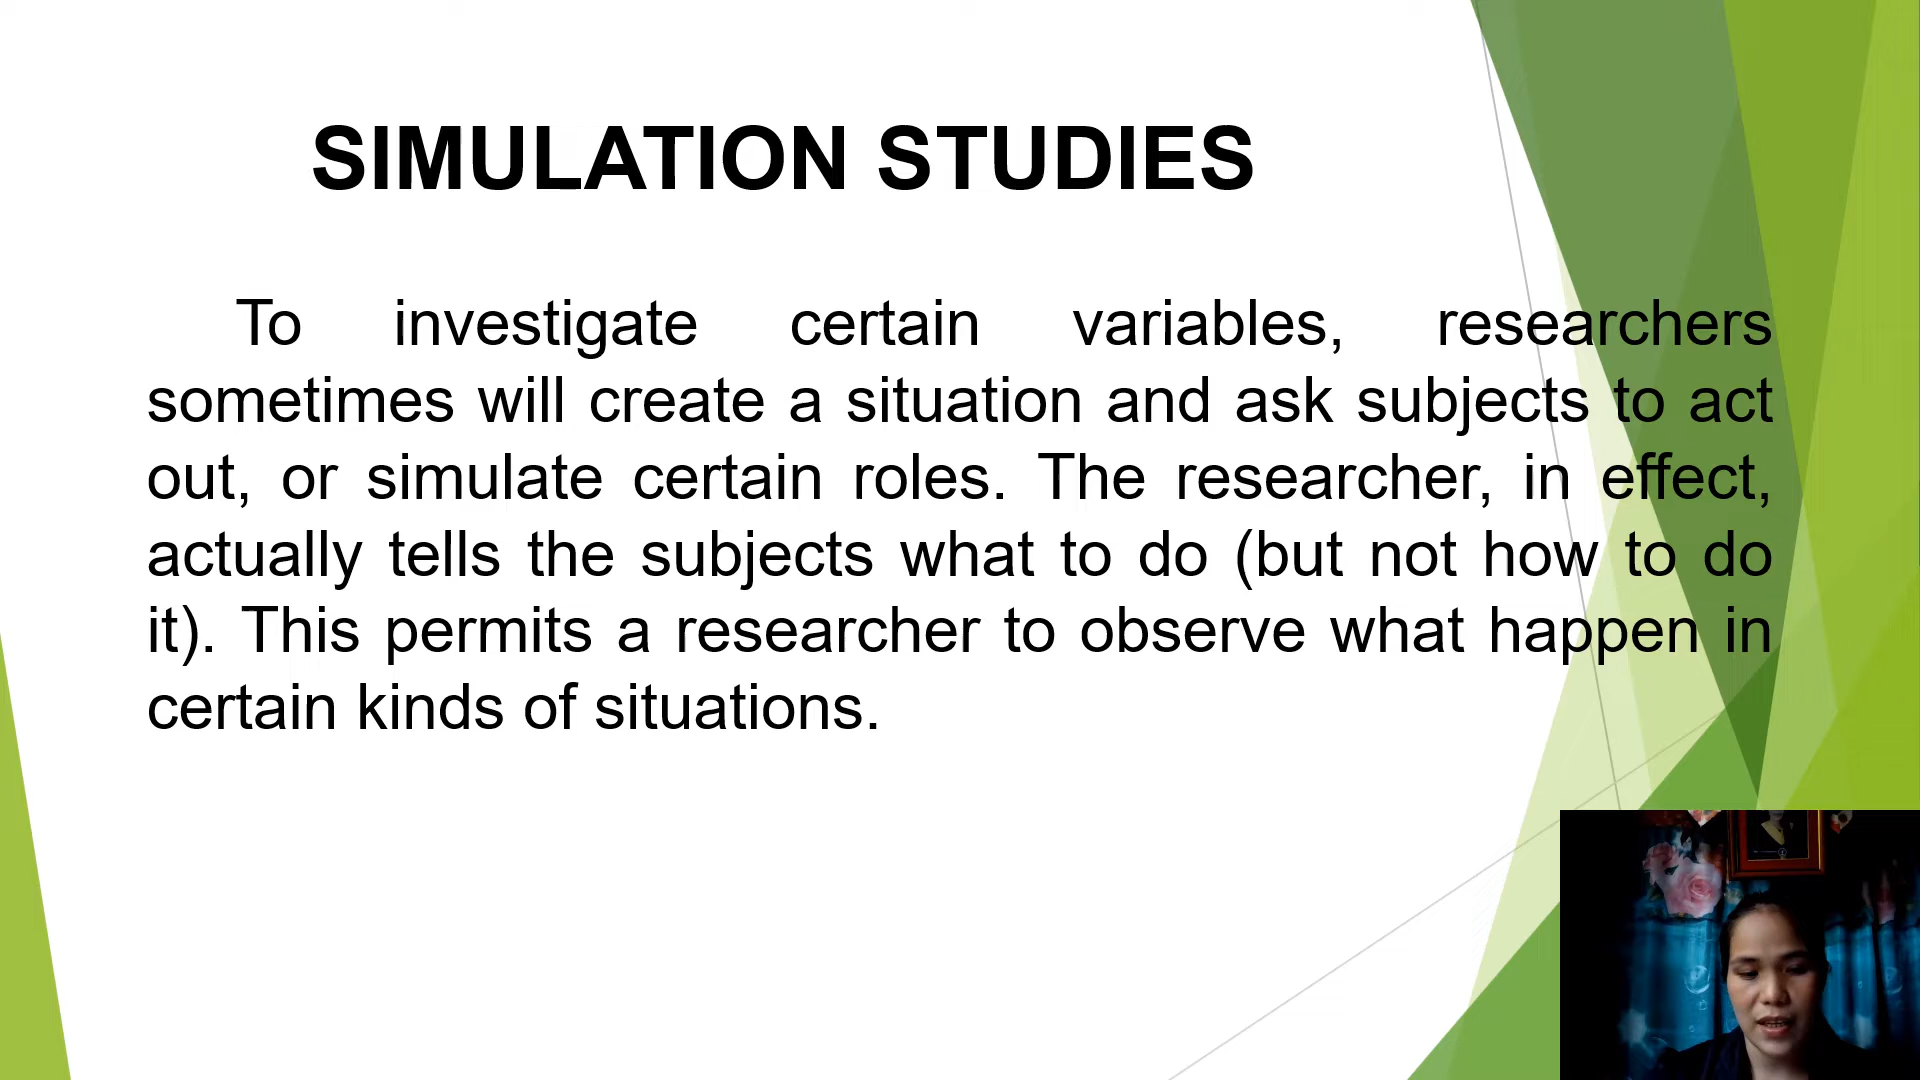 SIMULATION STUDIES
To investigate certain variables, researchers
sometimes will create a situation and ask subjects to act
out, or simulate certain roles. The researcher, in effect,
actually tells the subjects what to do (but not how to do
it). This permits a researcher to observe what happen in
certain kinds of situations.